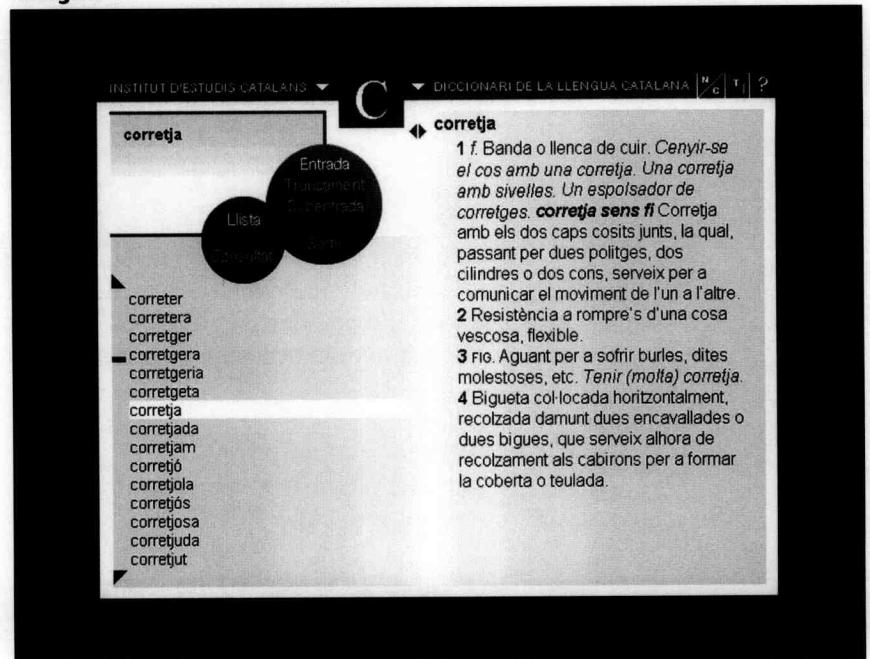 INSTITUT D'ESTUDIS CATALANS
C
DICCIONARI DE LA LLENGUA CATALANA
N/C
T
?
corretja
Entrada
Truncament
Subentrada
Sortir
Llista
Consultat
correter
corretera
corretger
corretgera
corretgeria
corretgeta
corretja
corretjada
corretjam
corretjó
corretjola
corretjós
corretjosa
corretjuda
corretjut
corretja
1 f. Banda o llenca de cuir. Cenyir-se
el cos amb una corretja. Una corretja
amb sivelles. Un espolsador de
corretges. corretja sens fi Corretja
amb els dos caps cosits junts, la qual,
passant per dues politges, dos
cilindres o dos cons, serveix per a
comunicar el moviment de l'un a l'altre.
2 Resistència a rompre's d'una cosa
vescosa, flexible.
3 FIG. Aguant per a sofrir burles, dites
molestoses, etc. Tenir (molta) corretja.
4 Bigueta col·locada horitzontalment,
recolzada damunt dues encavallades o
dues bigues, que serveix alhora de
recolzament als cabirons per a formar
la coberta o teulada.